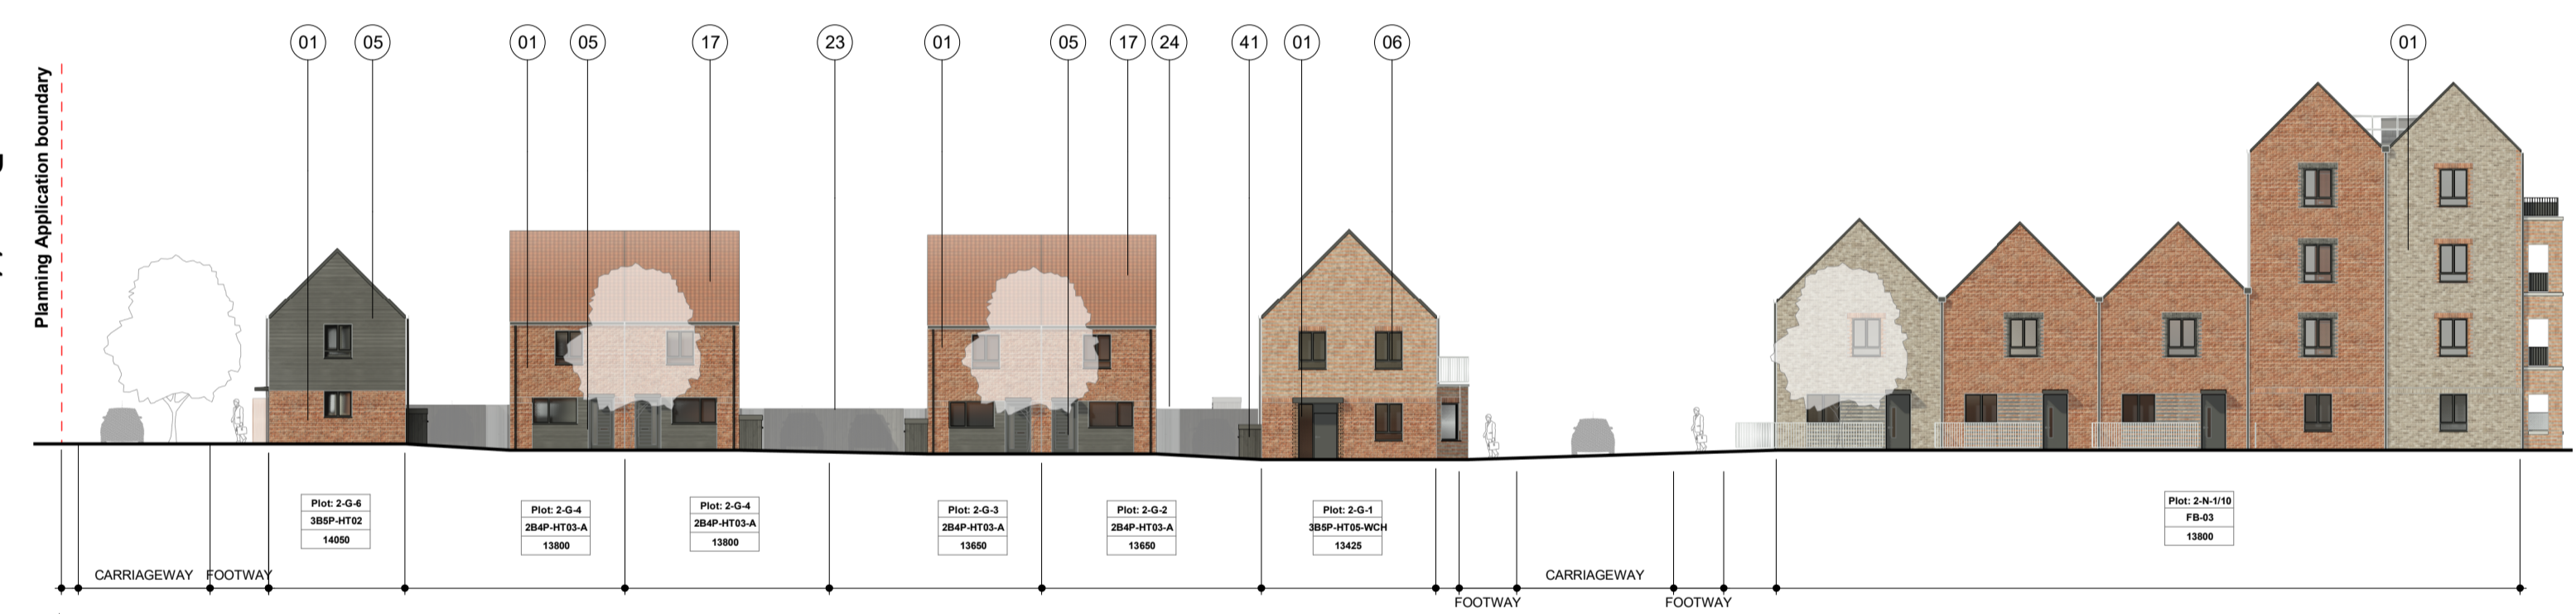 Planning Application boundary
01
05
01
05
17
23
01
05
17
24
41
01
06
01
Plot: 2-G-6
3B5P-HT02
14050
Plot: 2-G-4
2B4P-HT03-A
13800
Plot: 2-G-4
2B4P-HT03-A
13800
Plot: 2-G-3
2B4P-HT03-A
13650
Plot: 2-G-2
2B4P-HT03-A
13650
Plot: 2-G-1
3B5P-HT05-WCH
13425
Plot: 2-N-1/10
FB-03
13800
CARRIAGEWAY
FOOTWAY
FOOTWAY
CARRIAGEWAY
FOOTWAY